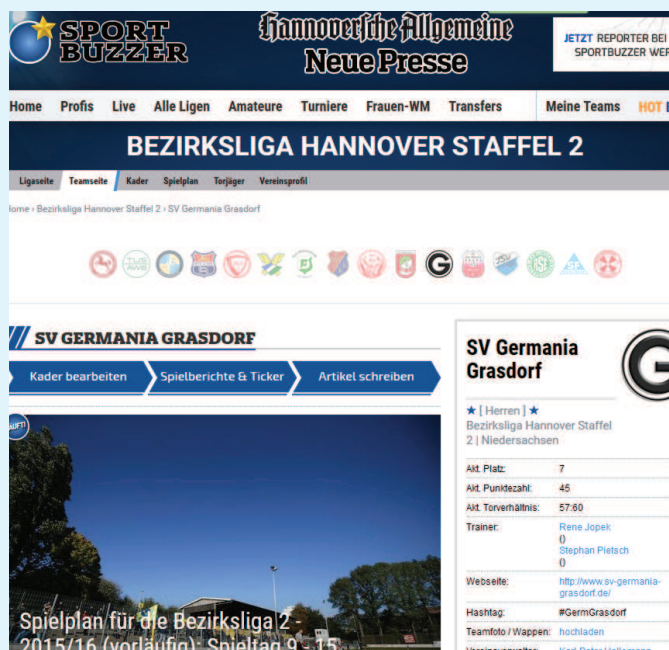 SPORT
BUZZER
Hannoversche Allgemeine
Neue Presse
JETZT REPORTER BEI
SPORTBUZZER WER
Home Profis Live Alle Ligen Amateure Turniere Frauen-WM Transfers Meine Teams HOT
BEZIRKSLIGA HANNOVER STAFFEL 2
Ligaseite Teamseite Kader Spielplan Torjäger Vereinsprofil
Home › Bezirksliga Hannover Staffel 2 › SV Germania Grasdorf
G
SV GERMANIA GRASDORF
Kader bearbeiten Spielberichte & Ticker Artikel schreiben
Spielplan für die Bezirksliga 2 -
2015/16 (vorläufig): Spieltag 9 - 15
SV Germania
Grasdorf
G
★ [ Herren ] ★
Bezirksliga Hannover Staffel
2 | Niedersachsen
Akt. Platz: 7
Akt. Punktezahl: 45
Akt. Torverhältnis: 57:60
Trainer: Rene Jopek
()
Stephan Pietsch
()
Webseite: http://www.sv-germania-
grasdorf.de/
Hashtag: #GermGrasdorf
Teamfoto / Wappen: hochladen